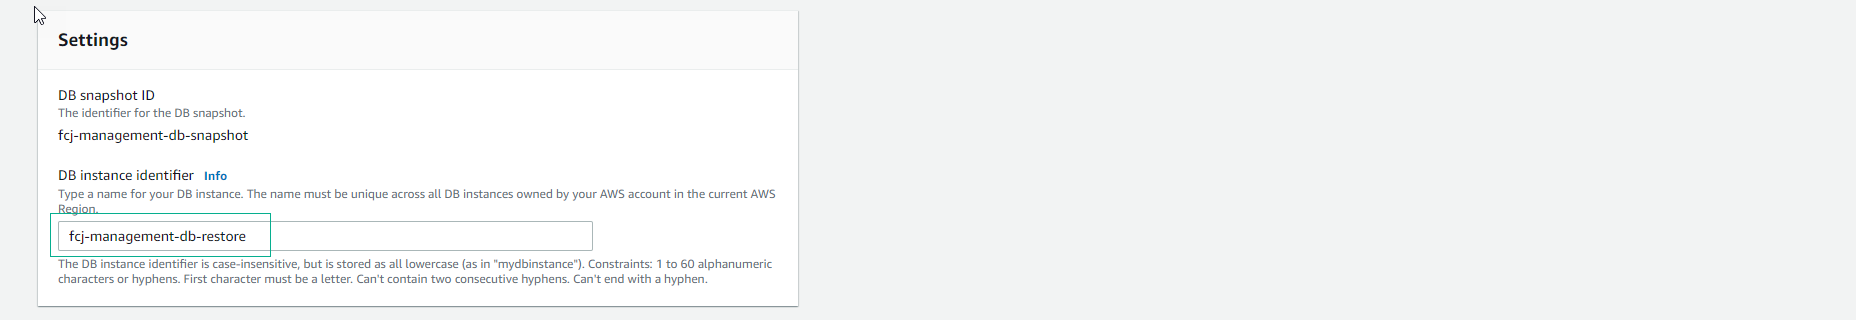 Settings
DB snapshot ID
The identifier for the DB snapshot.
fcj-management-db-snapshot
DB instance identifier Info
Type a name for your DB instance. The name must be unique across all DB instances owned by your AWS account in the current AWS
Region.
fcj-management-db-restore
The DB instance identifier is case-insensitive, but is stored as all lowercase (as in "mydbinstance"). Constraints: 1 to 60 alphanumeric
characters or hyphens. First character must be a letter. Can't contain two consecutive hyphens. Can't end with a hyphen.